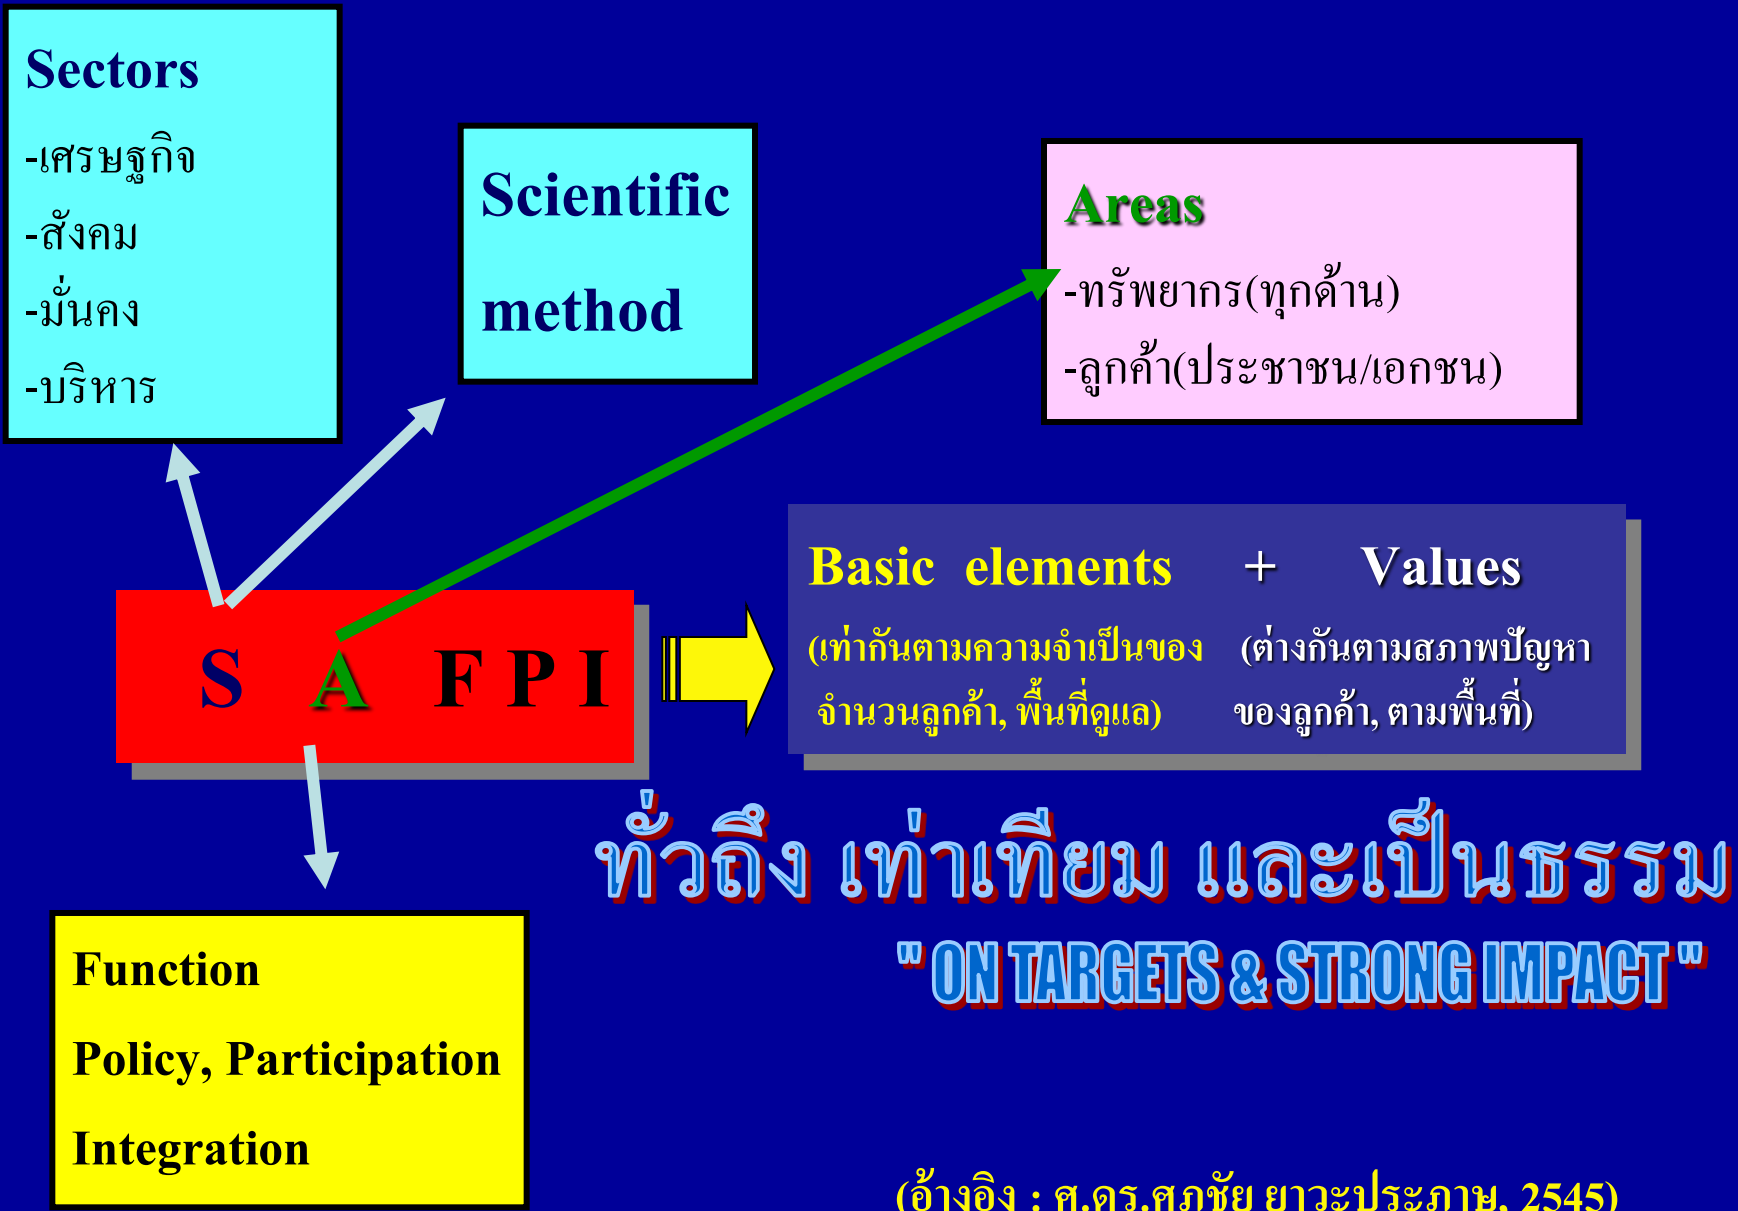 Sectors
-เศรษฐกิจ
-สังคม
-มั่นคง
-บริหาร
Scientific
method
Areas
-ทรัพยากร(ทุกด้าน)
-ลูกค้า(ประชาชน/เอกชน)
S A F P I
Basic elements + Values
(เท่ากันตามความจำเป็นของ (ต่างกันตามสภาพปัญหา
จำนวนลูกค้า, พื้นที่ดูแล) ของลูกค้า, ตามพื้นที่)
ทั่วถึง เท่าเทียม และเป็นธรรม
" ON TARGETS & STRONG IMPACT "
Function
Policy, Participation
Integration
(อ้างอิง : ศ.ดร.ศุภชัย ยาวะประภาษ, 2545)